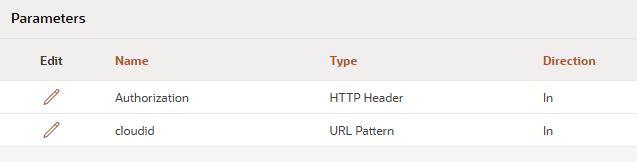 Parameters
Edit Name Type Direction
Authorization HTTP Header In
cloudid URL Pattern In